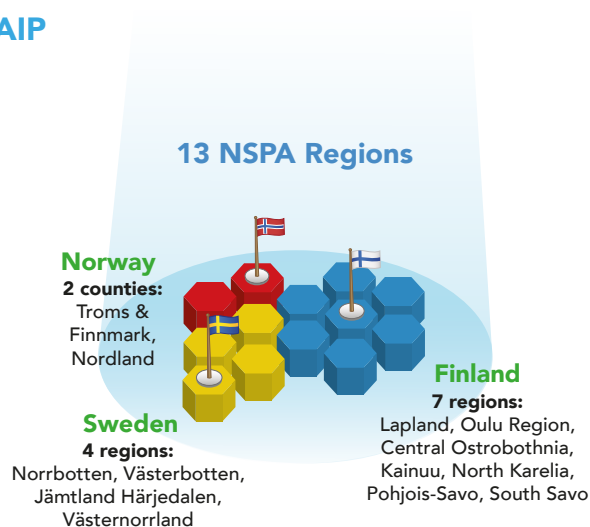 AIP
13 NSPA Regions
Norway
2 counties:
Troms &
Finnmark,
Nordland
Sweden
4 regions:
Norrbotten, Västerbotten,
Jämtland Härjedalen,
Västernorrland
Finland
7 regions:
Lapland, Oulu Region,
Central Ostrobothnia,
Kainuu, North Karelia,
Pohjois-Savo, South Savo